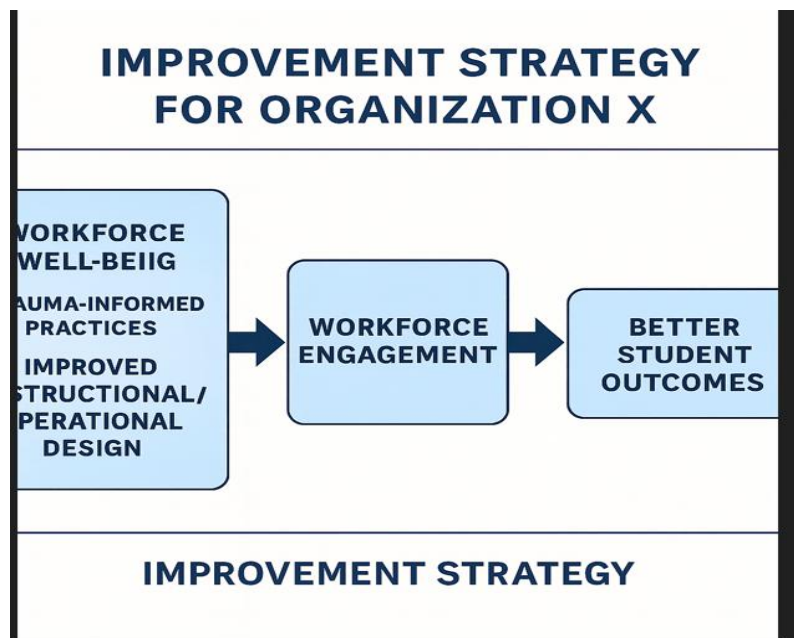 IMPROVEMENT STRATEGY
FOR ORGANIZATION X
WORKFORCE
WELL-BEIIG
AUMA-INFORMED
PRACTICES
IMPROVED
STRUCTIONAL/
PERATIONAL
DESIGN
WORKFORCE
ENGAGEMENT
BETTER
STUDENT
OUTCOMES
IMPROVEMENT STRATEGY